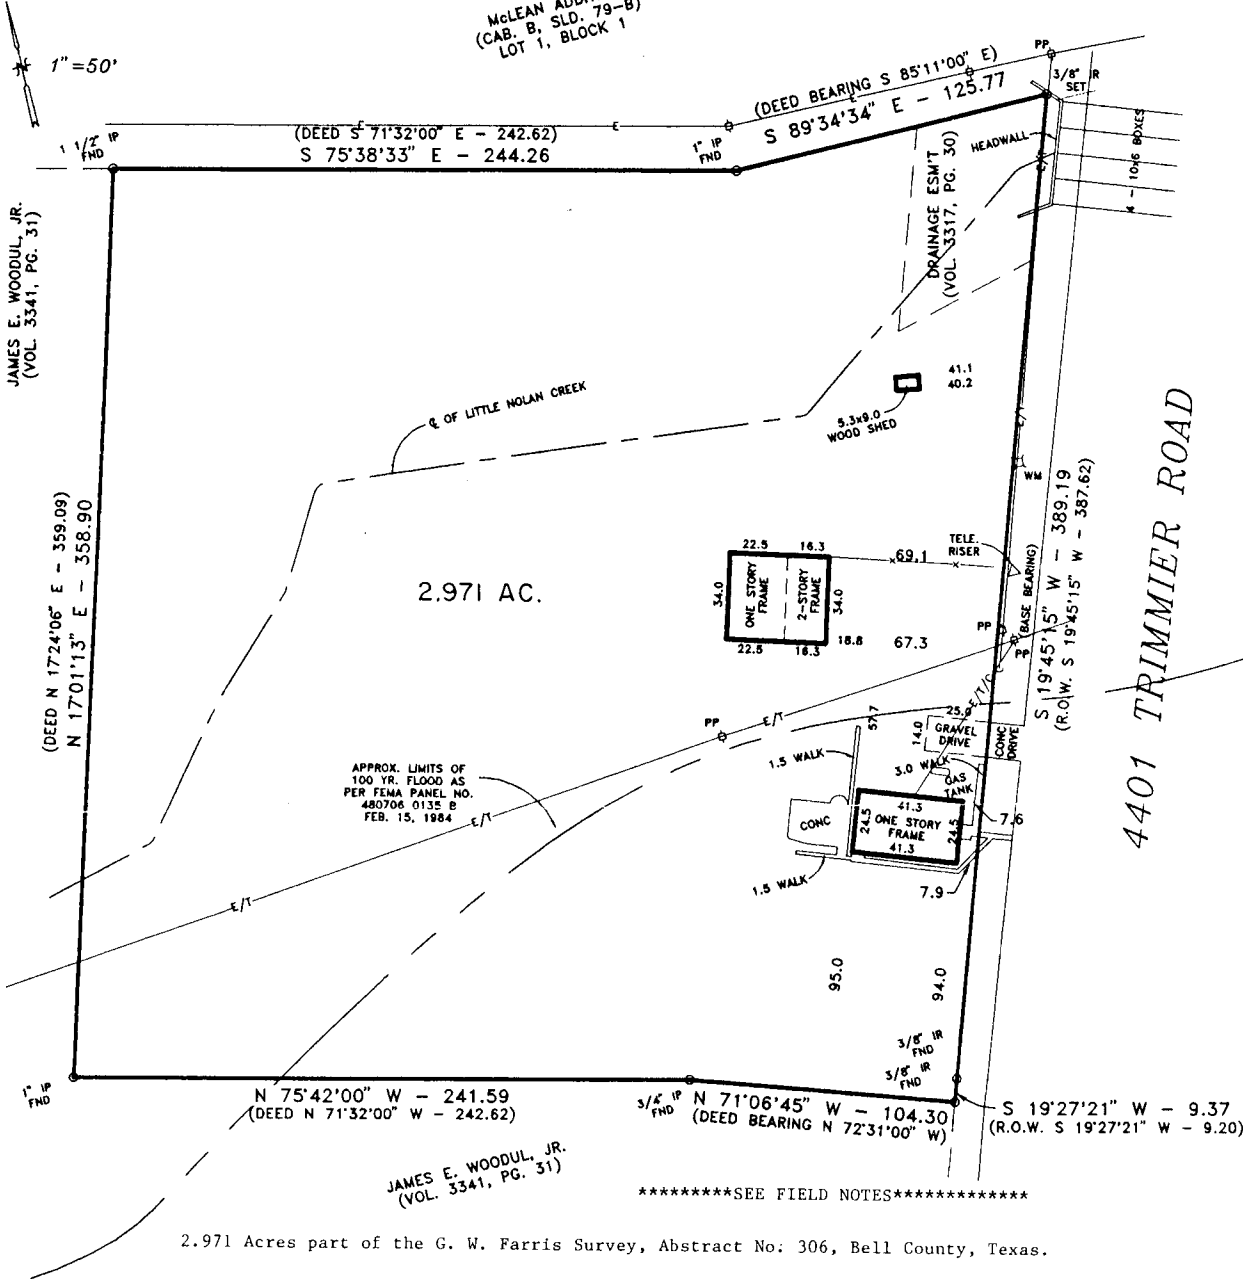 McLEAN
(CAB. B, SLD. 79-B)
LOT 1, BLOCK 1
1"=50'
PP
3/8" IR
SET
(DEED BEARING S 85°11'00" E)
S 89°34'34" E - 125.77
E
E
E
(DEED S 71°32'00" E - 242.62)
S 75°38'33" E - 244.26
1 1/2" IP
FND
1" IP
FND
HEADWALL
4 - 10x6 BOXES
DRAINAGE ESM'T
(VOL. 3317, PG. 30)
JAMES E. WOODUL, JR.
(VOL. 3341, PG. 31)
41.1
40.2
5.3x9.0
WOOD SHED
℄ OF LITTLE NOLAN CREEK
E/T
WM
(DEED N 17°24'06" E - 359.09)
N 17°01'13" E - 358.90
2.971 AC.
22.5
16.3
34.0
ONE STORY
FRAME
2-STORY
FRAME
34.0
22.5
16.3
18.8
69.1
67.3
TELE.
RISER
(BASE BEARING)
S 19°45'15" W - 389.19
(R.O.W. S 19°45'15" W - 387.62)
4401 TRIMMIER ROAD
PP
PP
E/T/C
PP
E/T
57.7
25.0
14.0
GRAVEL
DRIVE
CONC
DRIVE
1.5 WALK
3.0 WALK
GAS
TANK
APPROX. LIMITS OF
100 YR. FLOOD AS
PER FEMA PANEL NO.
480706 0135 B
FEB. 15, 1984
E/T
CONC
41.3
24.5
ONE STORY
FRAME
24.5
41.3
7.6
1.5 WALK
7.9
E/T
95.0
94.0
3/8" IR
FND
3/8" IR
FND
1" IP
FND
N 75°42'00" W - 241.59
(DEED N 71°32'00" W - 242.62)
3/4" IP
FND
N 71°06'45" W - 104.30
(DEED BEARING N 72°31'00" W)
S 19°27'21" W - 9.37
(R.O.W. S 19°27'21" W - 9.20)
JAMES E. WOODUL, JR.
(VOL. 3341, PG. 31)
*********SEE FIELD NOTES*************
2.971 Acres part of the G. W. Farris Survey, Abstract No. 306, Bell County, Texas.